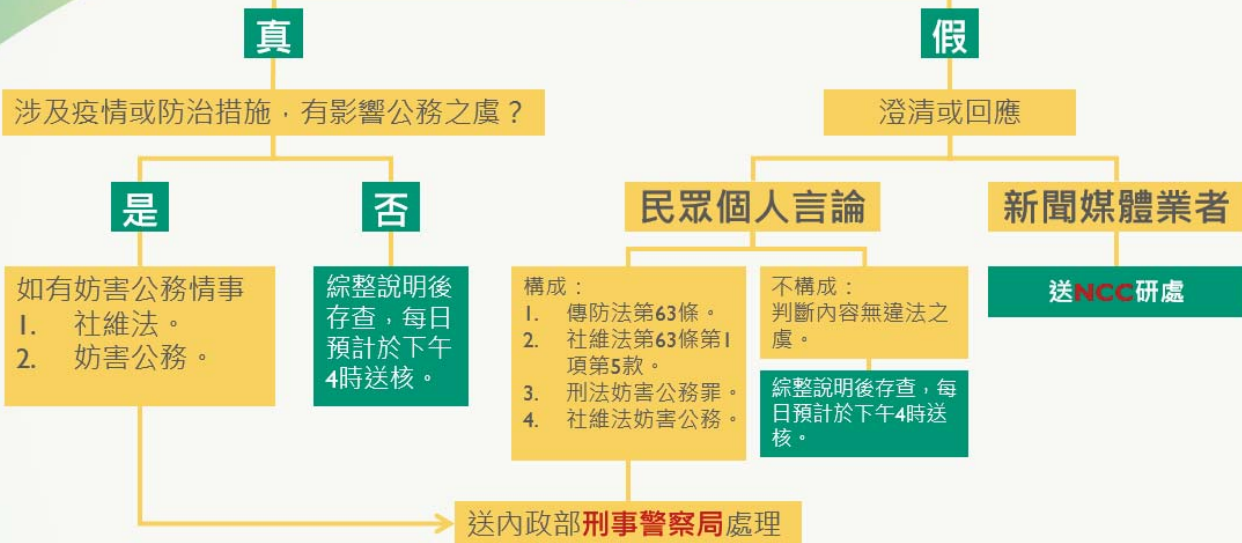 真
假
涉及疫情或防治措施，有影響公務之虞？
澄清或回應
是
否
民眾個人言論
新聞媒體業者
如有妨害公務情事
1. 社維法。
2. 妨害公務。
綜整說明後
存查，每日
預計於下午
4時送核。
構成：
1. 傳防法第63條。
2. 社維法第63條第1
項第5款。
3. 刑法妨害公務罪。
4. 社維法妨害公務。
不構成：
判斷內容無違法之
虞。
綜整說明後存查，每
日預計於下午4時送
核。
送NCC研處
送內政部刑事警察局處理